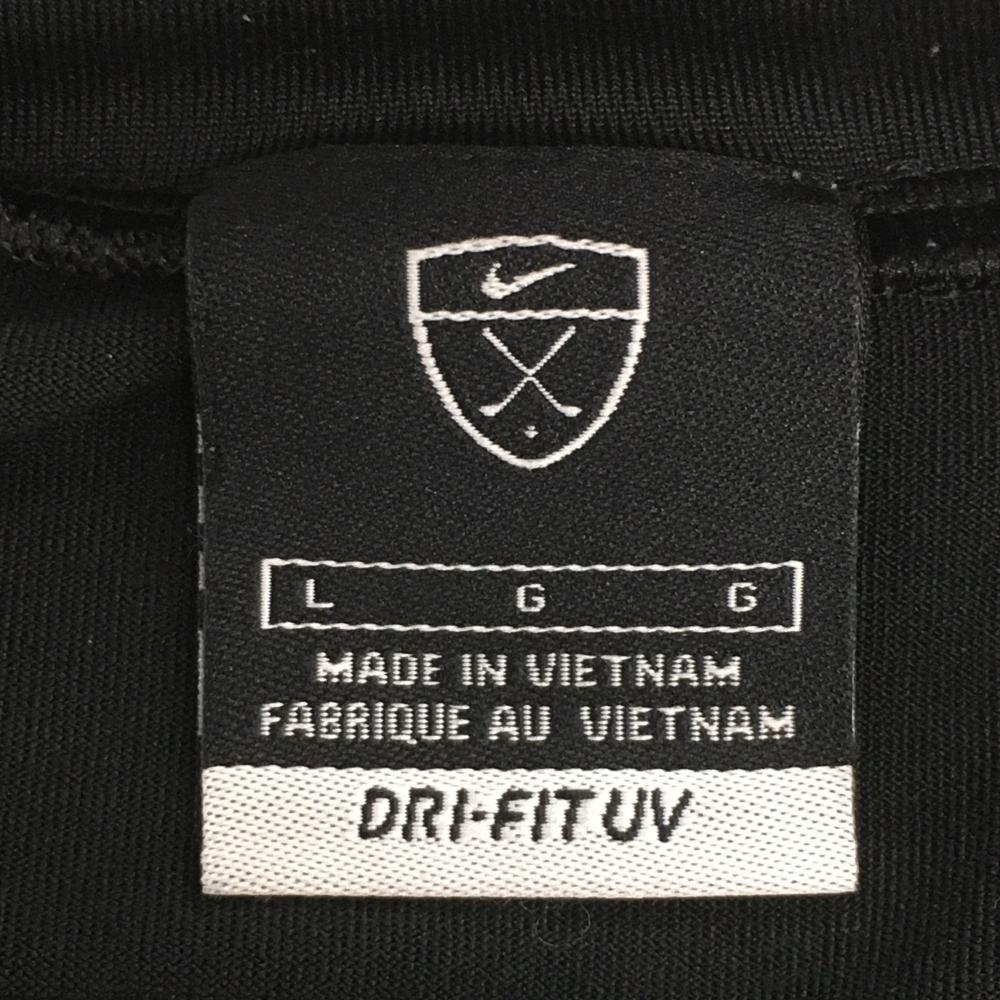 L G G
MADE IN VIETNAM
FABRIQUE AU VIETNAM
DRI-FIT UV